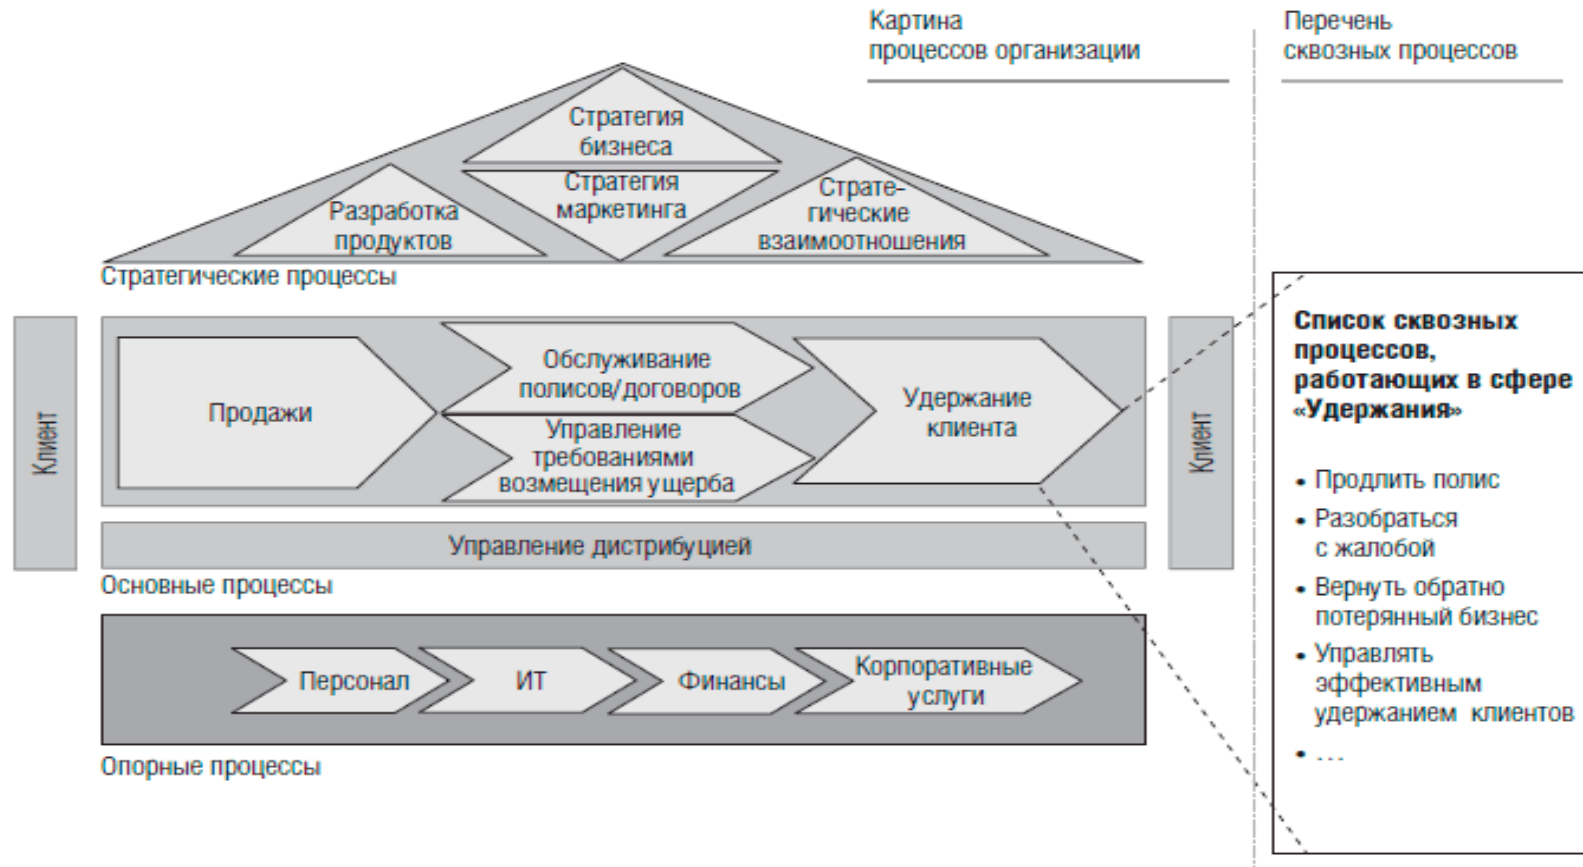 Картина
процессов организации
Перечень
сквозных процессов
Стратегия
бизнеса
Стратегия
маркетинга
Разработка
продуктов
Страте-
гические
взаимоотношения
Стратегические процессы
Клиент
Продажи
Обслуживание
полисов/договоров
Управление
требованиями
возмещения ущерба
Удержание
клиента
Клиент
Управление дистрибуцией
Основные процессы
Персонал
ИТ
Финансы
Корпоративные
услуги
Опорные процессы
Список сквозных
процессов,
работающих в сфере
«Удержания»
• Продлить полис
• Разобраться
с жалобой
• Вернуть обратно
потерянный бизнес
• Управлять
эффективным
удержанием клиентов
• ...